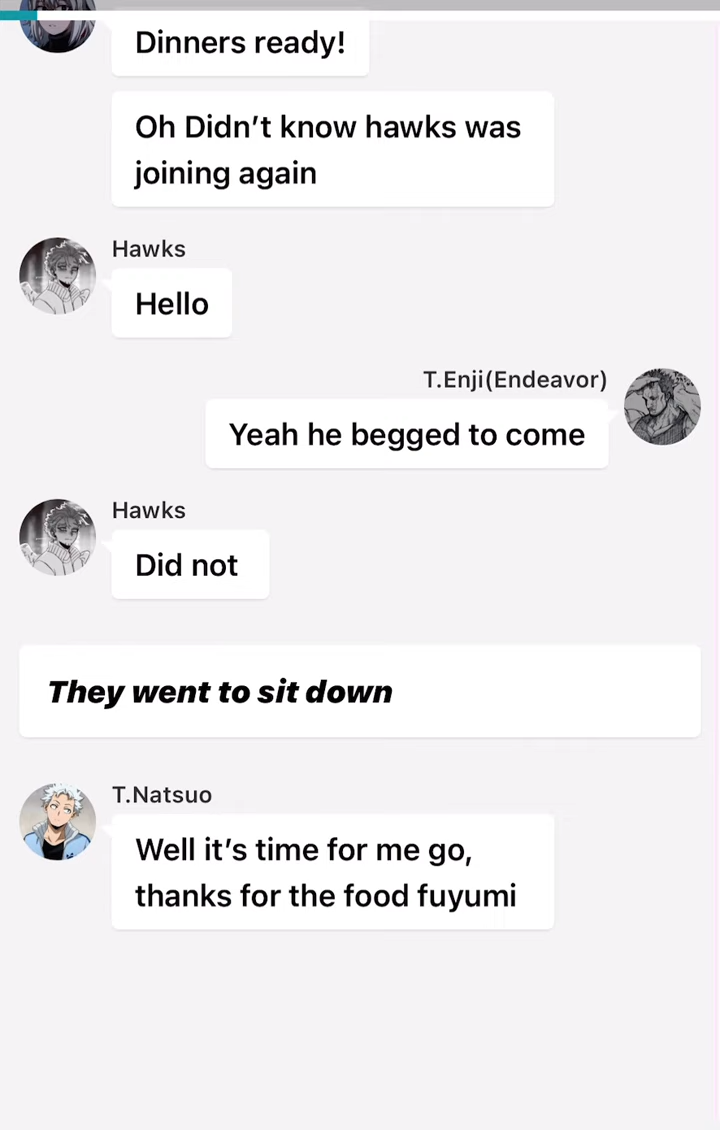 Dinners ready!
Oh Didn’t know hawks was
joining again
Hawks
Hello
T.Enji(Endeavor)
Yeah he begged to come
Hawks
Did not
They went to sit down
T.Natsuo
Well it’s time for me go,
thanks for the food fuyumi